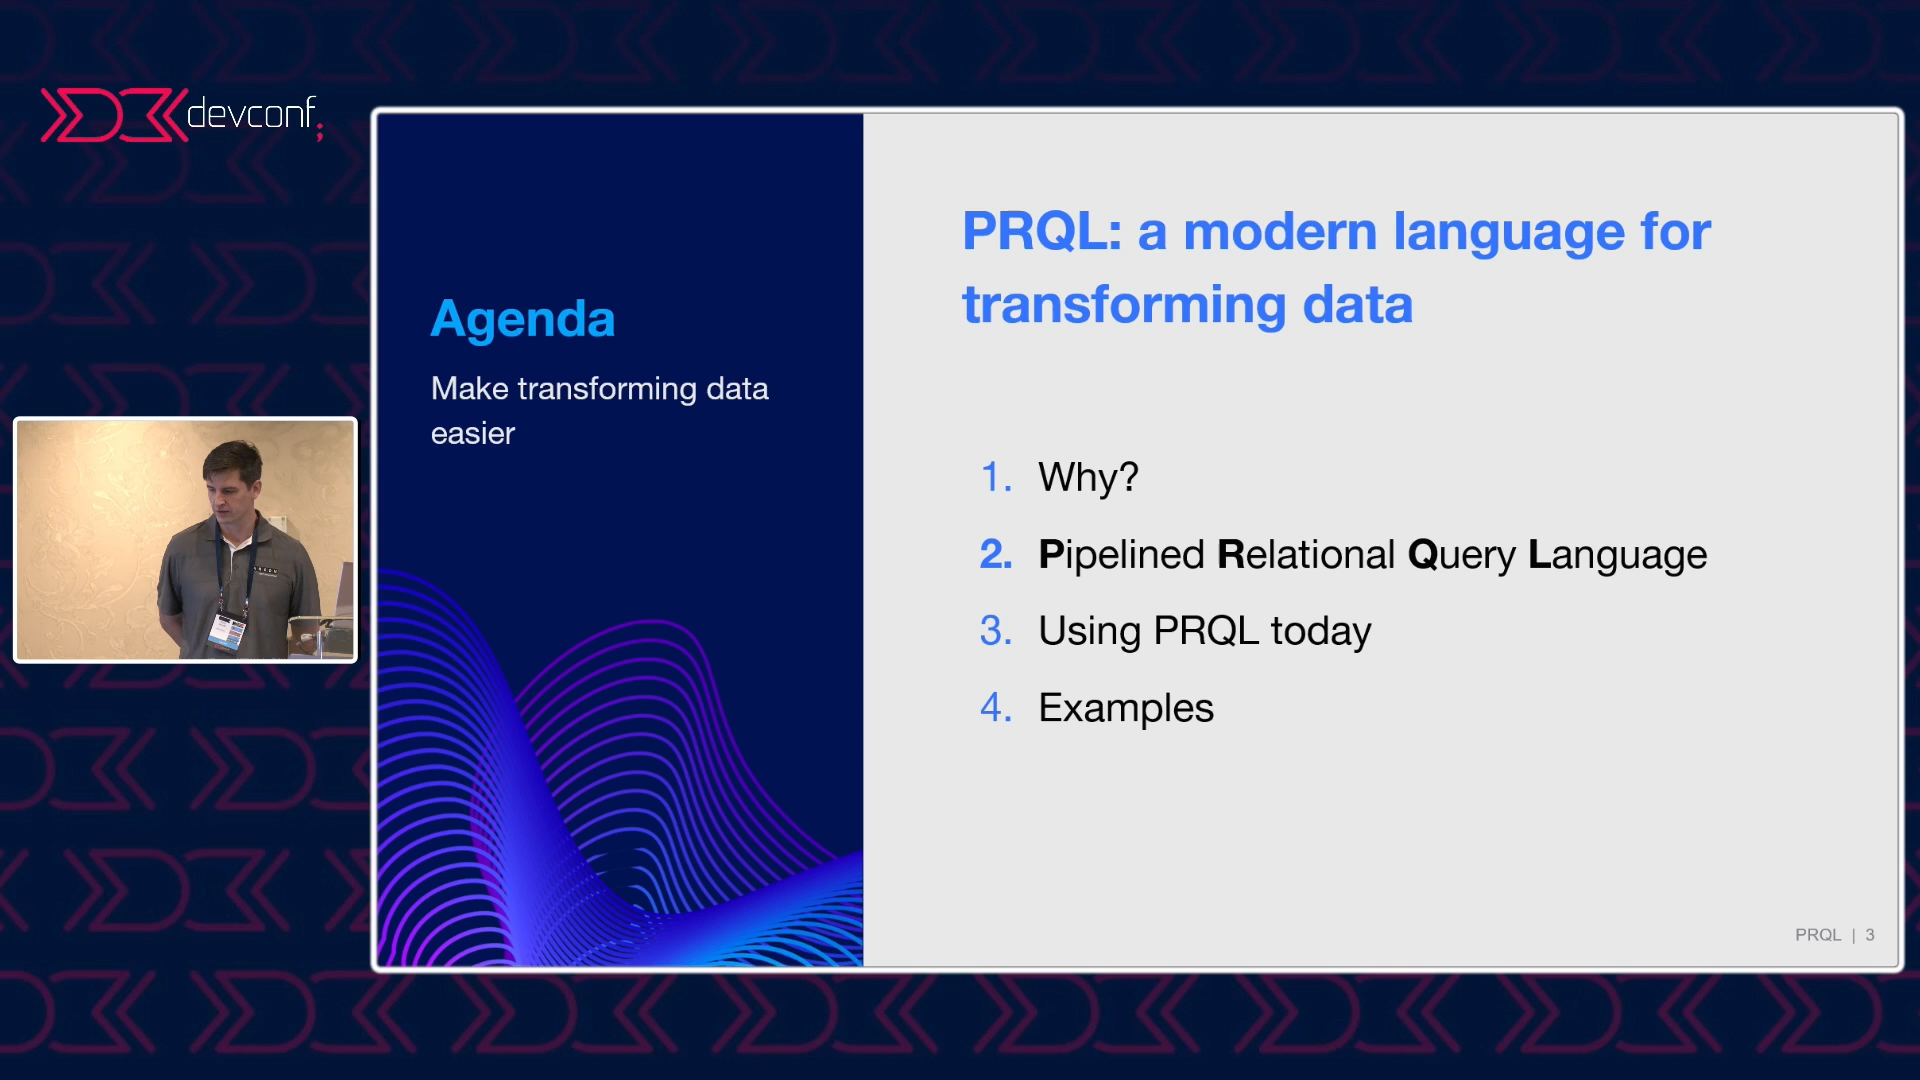 devconf;
Agenda
Make transforming data
easier
PRQL: a modern language for
transforming data
1. Why?
2. Pipelined Relational Query Language
3. Using PRQL today
4. Examples
PRQL | 3